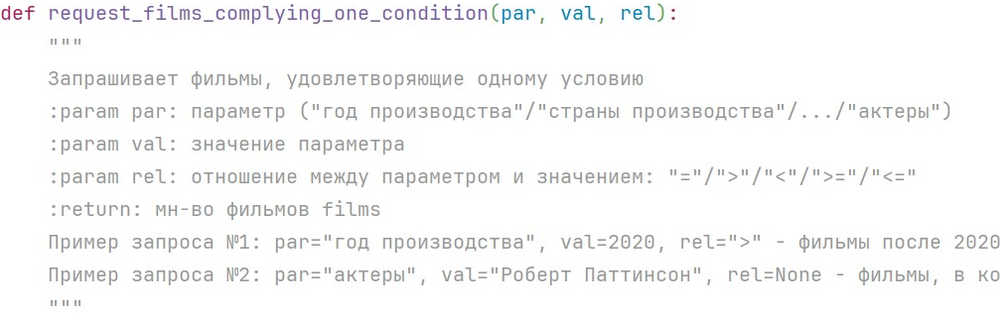 def request_films_complying_one_condition(par, val, rel):
"""
Запрашивает фильмы, удовлетворяющие одному условию
:param par: параметр ("год производства"/"страны производства"/.../"актеры")
:param val: значение параметра
:param rel: отношение между параметром и значением: "="/">"/"<"/">="/"<="
:return: мн-во фильмов films
Пример запроса №1: par="год производства", val=2020, rel=">" - фильмы после 2020
Пример запроса №2: par="актеры", val="Роберт Паттинсон", rel=None - фильмы, в ко
"""